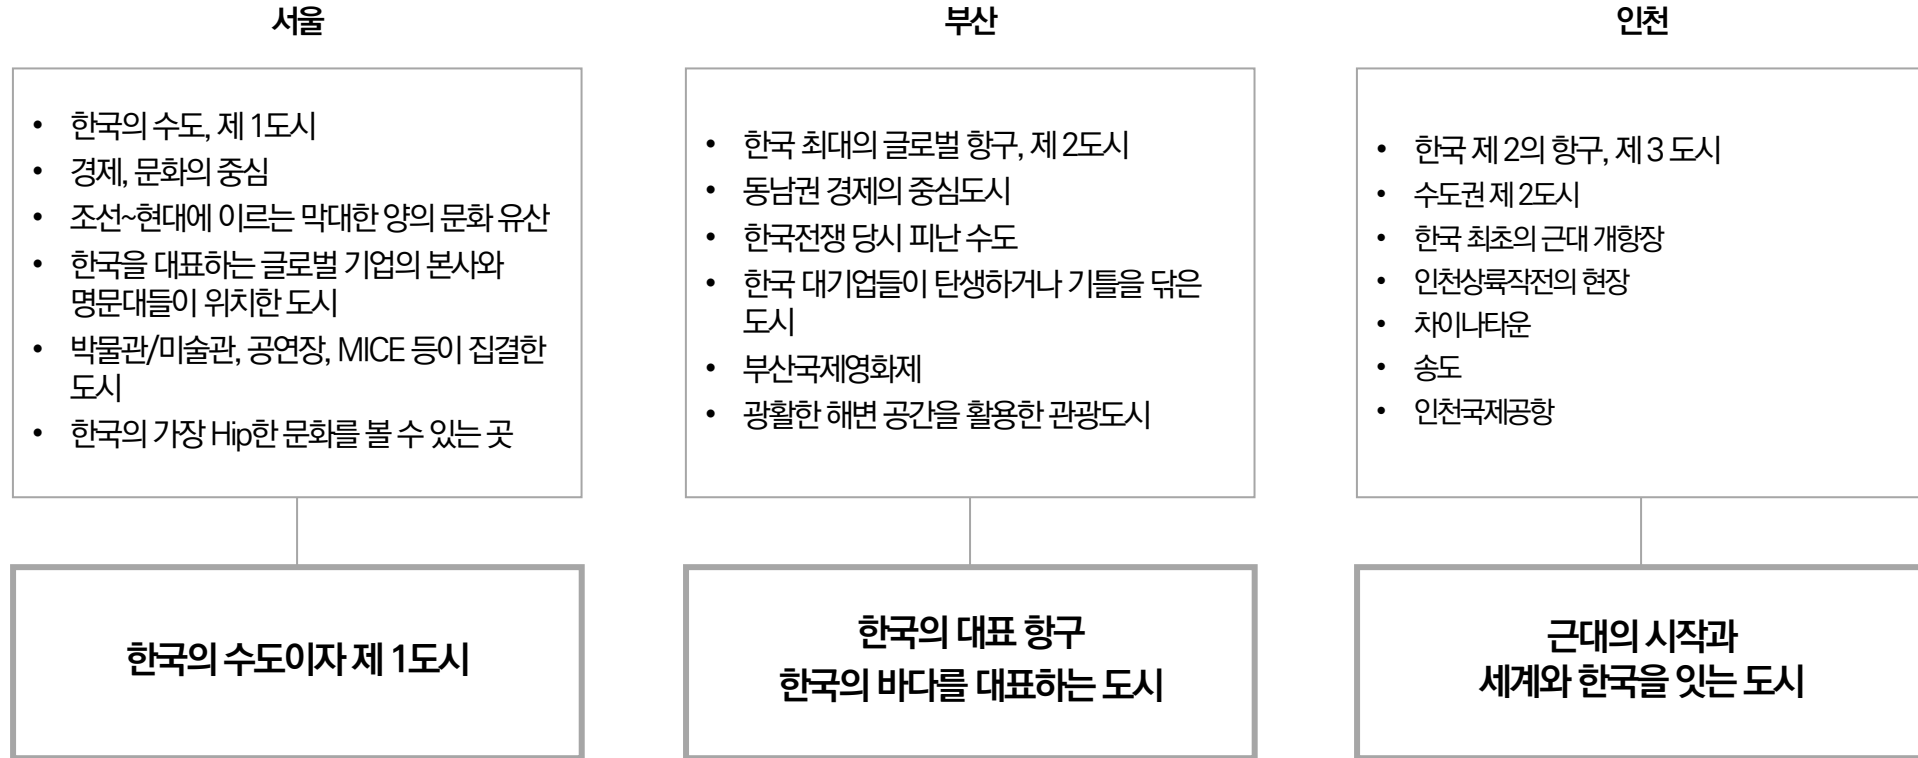 서울
• 한국의 수도, 제 1도시
• 경제, 문화의 중심
• 조선~현대에 이르는 막대한 양의 문화 유산
• 한국을 대표하는 글로벌 기업의 본사와
명문대들이 위치한 도시
• 박물관/미술관, 공연장, MICE 등이 집결한
도시
• 한국의 가장 Hip한 문화를 볼 수 있는 곳
한국의 수도이자 제 1도시
부산
• 한국 최대의 글로벌 항구, 제 2도시
• 동남권 경제의 중심도시
• 한국전쟁 당시 피난 수도
• 한국 대기업들이 탄생하거나 기틀을 닦은
도시
• 부산국제영화제
• 광활한 해변 공간을 활용한 관광도시
한국의 대표 항구
한국의 바다를 대표하는 도시
인천
• 한국 제 2의 항구, 제 3 도시
• 수도권 제 2도시
• 한국 최초의 근대 개항장
• 인천상륙작전의 현장
• 차이나타운
• 송도
• 인천국제공항
근대의 시작과
세계와 한국을 잇는 도시